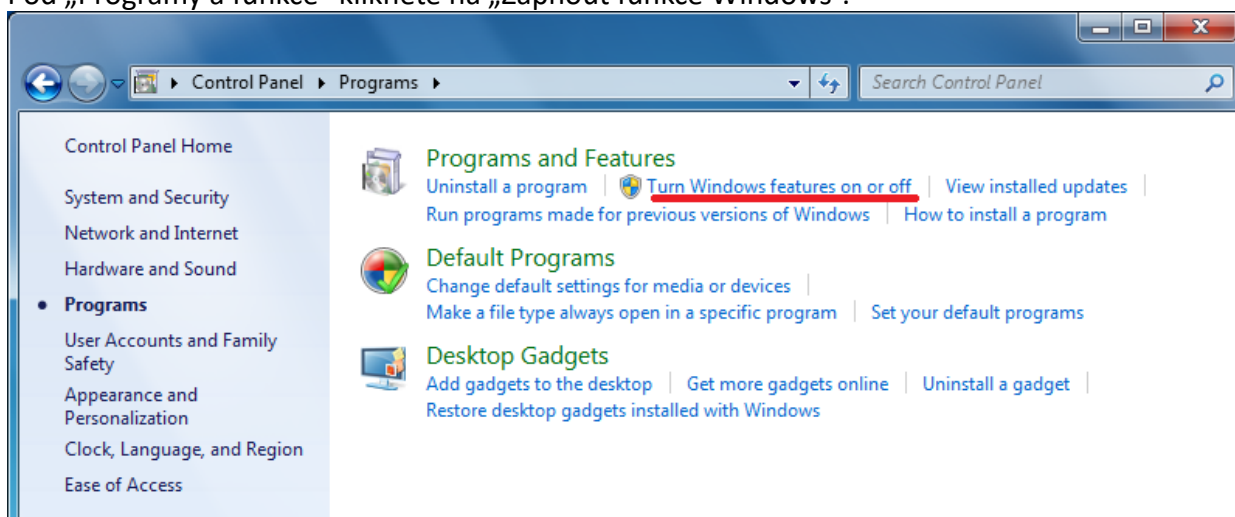 Pod „Programy a funkce" klikněte na „Zapnout funkce Windows".
Control Panel ▸ Programs ▸
Search Control Panel
Control Panel Home
System and Security
Network and Internet
Hardware and Sound
Programs
User Accounts and Family
Safety
Appearance and
Personalization
Clock, Language, and Region
Ease of Access
Programs and Features
Uninstall a program | Turn Windows features on or off | View installed updates
Run programs made for previous versions of Windows | How to install a program
Default Programs
Change default settings for media or devices
Make a file type always open in a specific program | Set your default programs
Desktop Gadgets
Add gadgets to the desktop | Get more gadgets online | Uninstall a gadget
Restore desktop gadgets installed with Windows